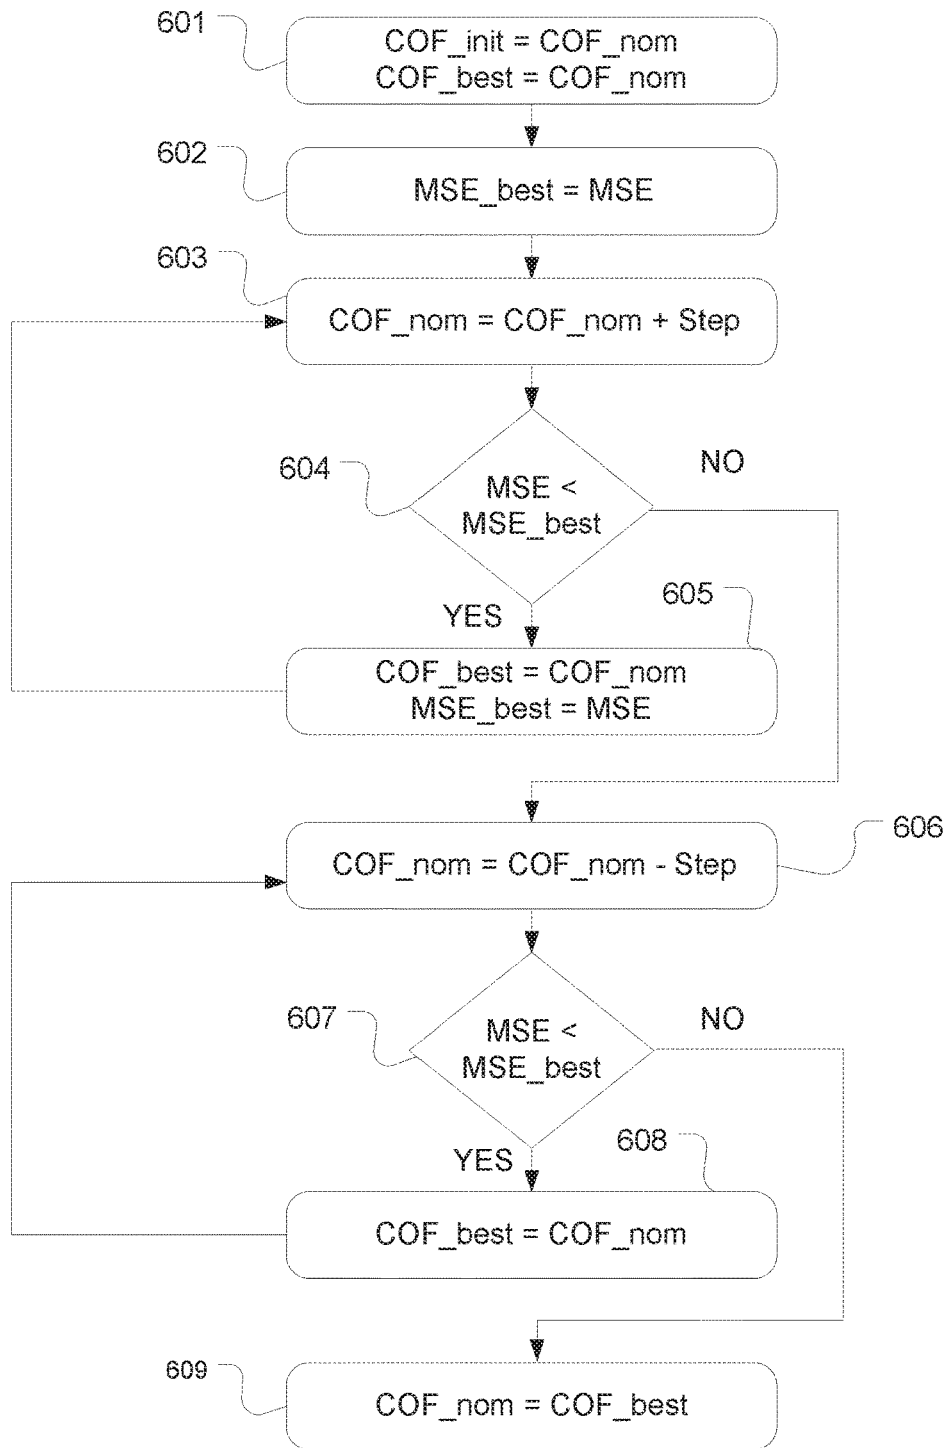 601
COF_init = COF_nom
COF_best = COF_nom
602
MSE_best = MSE
603
COF_nom = COF_nom + Step
604
MSE <
MSE_best
NO
YES
605
COF_best = COF_nom
MSE_best = MSE
606
COF_nom = COF_nom - Step
607
MSE <
MSE_best
NO
YES
608
COF_best = COF_nom
609
COF_nom = COF_best